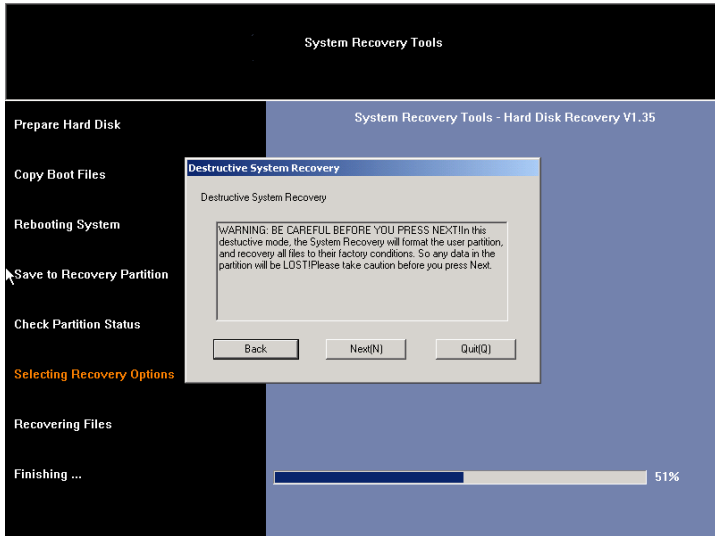 System Recovery Tools
System Recovery Tools - Hard Disk Recovery V1.35
Prepare Hard Disk
Copy Boot Files
Rebooting System
Save to Recovery Partition
Check Partition Status
Selecting Recovery Options
Recovering Files
Finishing ...
Destructive System Recovery
Destructive System Recovery
WARNING: BE CAREFUL BEFORE YOU PRESS NEXT!In this
destuctive mode, the System Recovery will format the user partition,
and recovery all files to their factory conditions. So any data in the
partition will be LOST!Please take caution before you press Next.
Back
Next(N)
Quit(Q)
51%